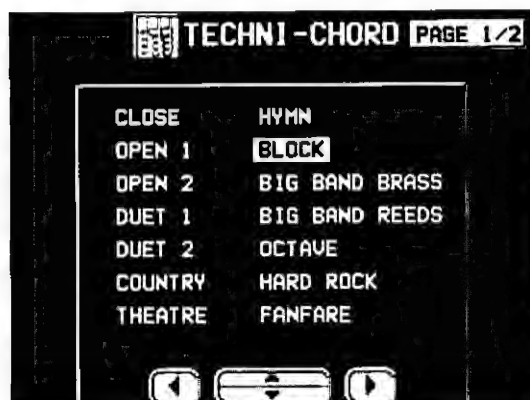 TECHNI-CHORD PAGE 1/2
CLOSE HYMN
OPEN 1 BLOCK
OPEN 2 BIG BAND BRASS
DUET 1 BIG BAND REEDS
DUET 2 OCTAVE
COUNTRY HARD ROCK
THEATRE FANFARE